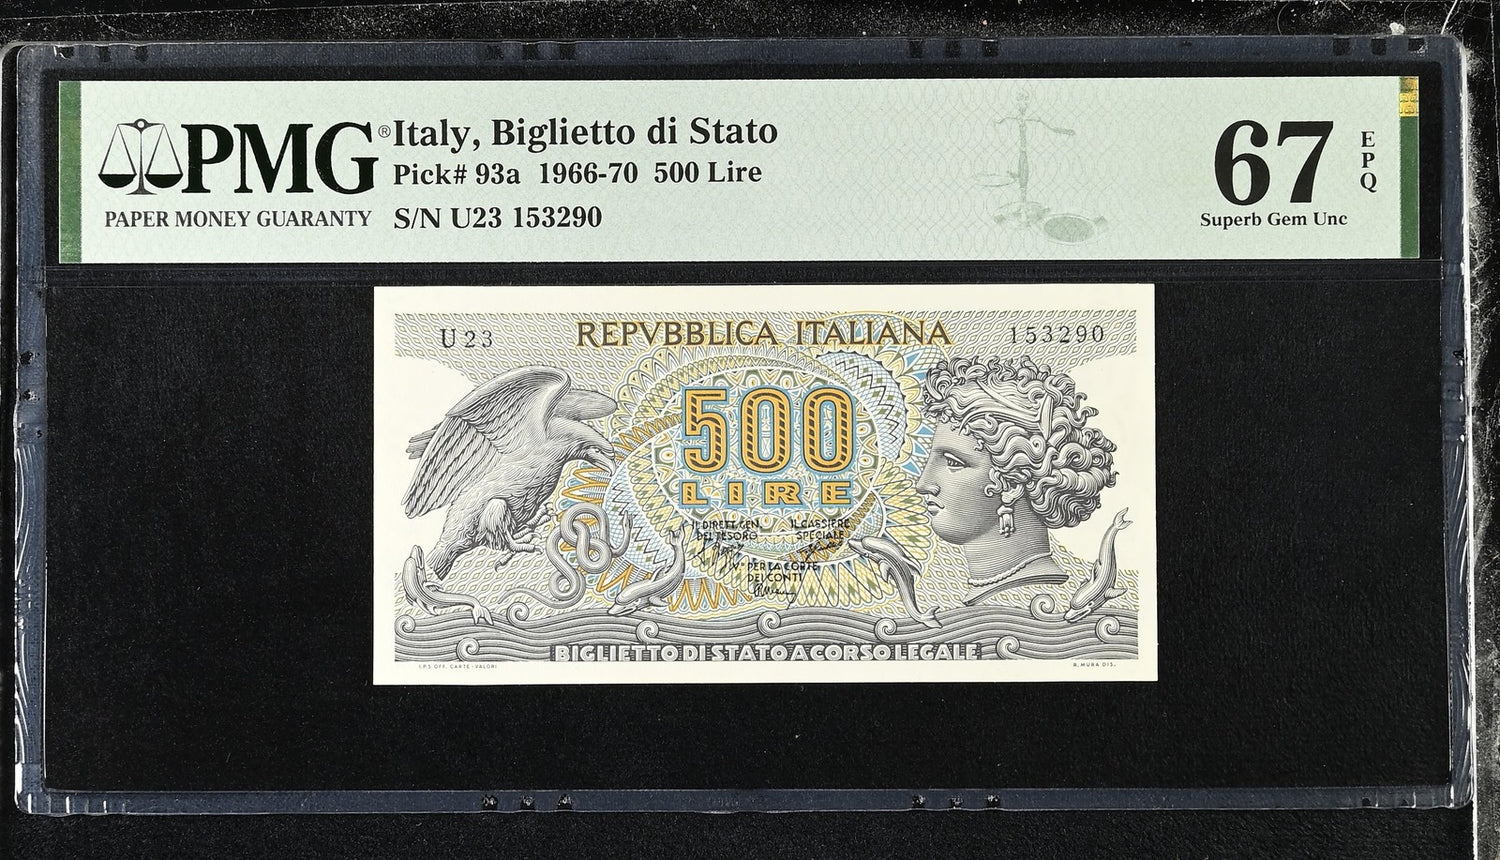 PMG®
PAPER MONEY GUARANTY
Italy, Biglietto di Stato
Pick# 93a 1966-70 500 Lire
S/N U23 153290
67
EPQ
Superb Gem Unc
U23
REPVBBLICA ITALIANA
153290
500
LIRE
IL DIRETT. GEN. IL CASSIERE
DEL TESORO SPECIALE
V° PER LA CORTE
DEI CONTI
BIGLIETTO DI STATO A CORSO LEGALE
I.P.S. OFF. CARTE-VALORI
R. MURA DIS.